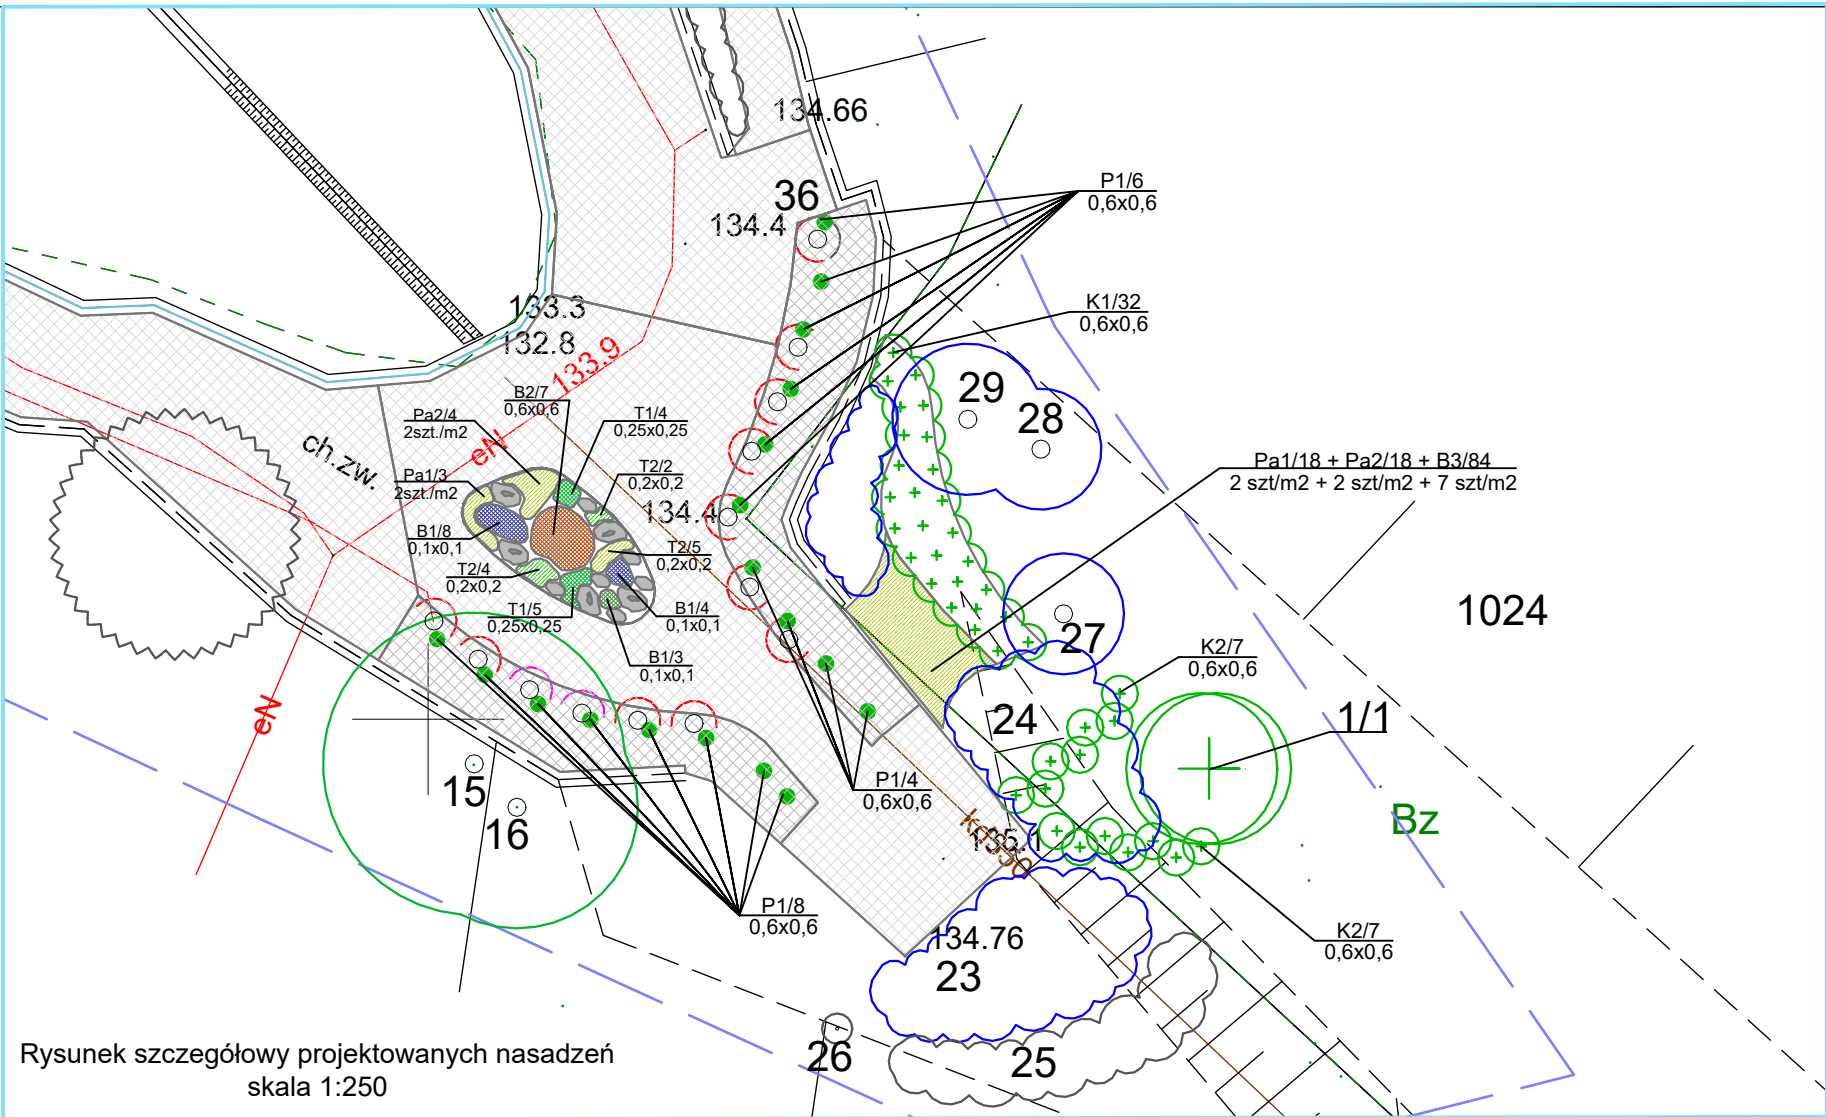 134.66
36
134.4
P1/6
0,6x0,6
K1/32
0,6x0,6
133.3
132.8
133.9
eN
B2/7
0,6x0,6
Pa2/4
2szt./m2
T1/4
0,25x0,25
29
28
ch.zw.
Pa1/3
2szt./m2
T2/2
0,2x0,2
134.4
Pa1/18 + Pa2/18 + B3/84
2 szt/m2 + 2 szt/m2 + 7 szt/m2
B1/8
0,1x0,1
T2/5
0,2x0,2
T2/4
0,2x0,2
T1/5
0,25x0,25
B1/4
0,1x0,1
B1/3
0,1x0,1
1024
27
K2/7
0,6x0,6
eN
24
1/1
15
16
P1/4
0,6x0,6
Bz
135.1
P1/8
0,6x0,6
134.76
23
K2/7
0,6x0,6
26
25
Rysunek szczegółowy projektowanych nasadzeń
skala 1:250